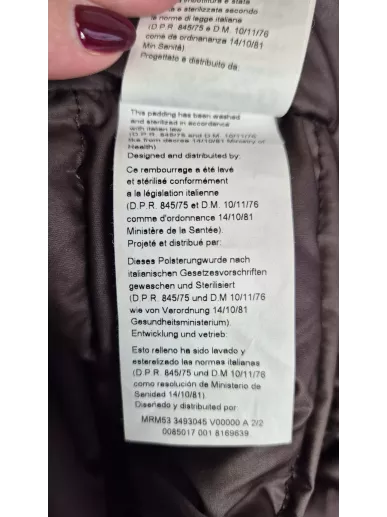 e sterilizzata secondo
le norme di legge italiana
(D.P.R. 845/75 e D.M. 10/11/76
come da ordinananza 14/10/81
Min.Sanità)
Progettato e distribuito da:
This padding has been washed
and sterilized in accordance
with italian law
(D.P.R. 845/75 and D.M. 10/11/76
the from decree 14/10/81 Ministry of
Health)
Designed and distributed by:
Ce rembourrage a été lavé
et stérilisé conformément
a la législation italienne
(D.P.R. 845/75 et D.M. 10/11/76
comme d'ordonnance 14/10/81
Ministère de la Santée).
Projeté et distribué par:
Dieses Polsterungwurde nach
italianischen Gesetzesvorschriften
gewaschen und Sterilisiert
(D.P.R. 845/75 und D.M 10/11/76
wie von Verordnung 14/10/81
Gesundheitsministerium).
Entwicklung und vetrieb:
Esto relleno ha sido lavado y
esterelizado las normes italianas
(D.P.R. 845/75 und D.M 10/11/76
como resolución de Ministerio de
Senidad 14/10/81).
Diseñado y distribuited por
MRM53 3493045 V00000 A 2/2
0085017 001 8169639